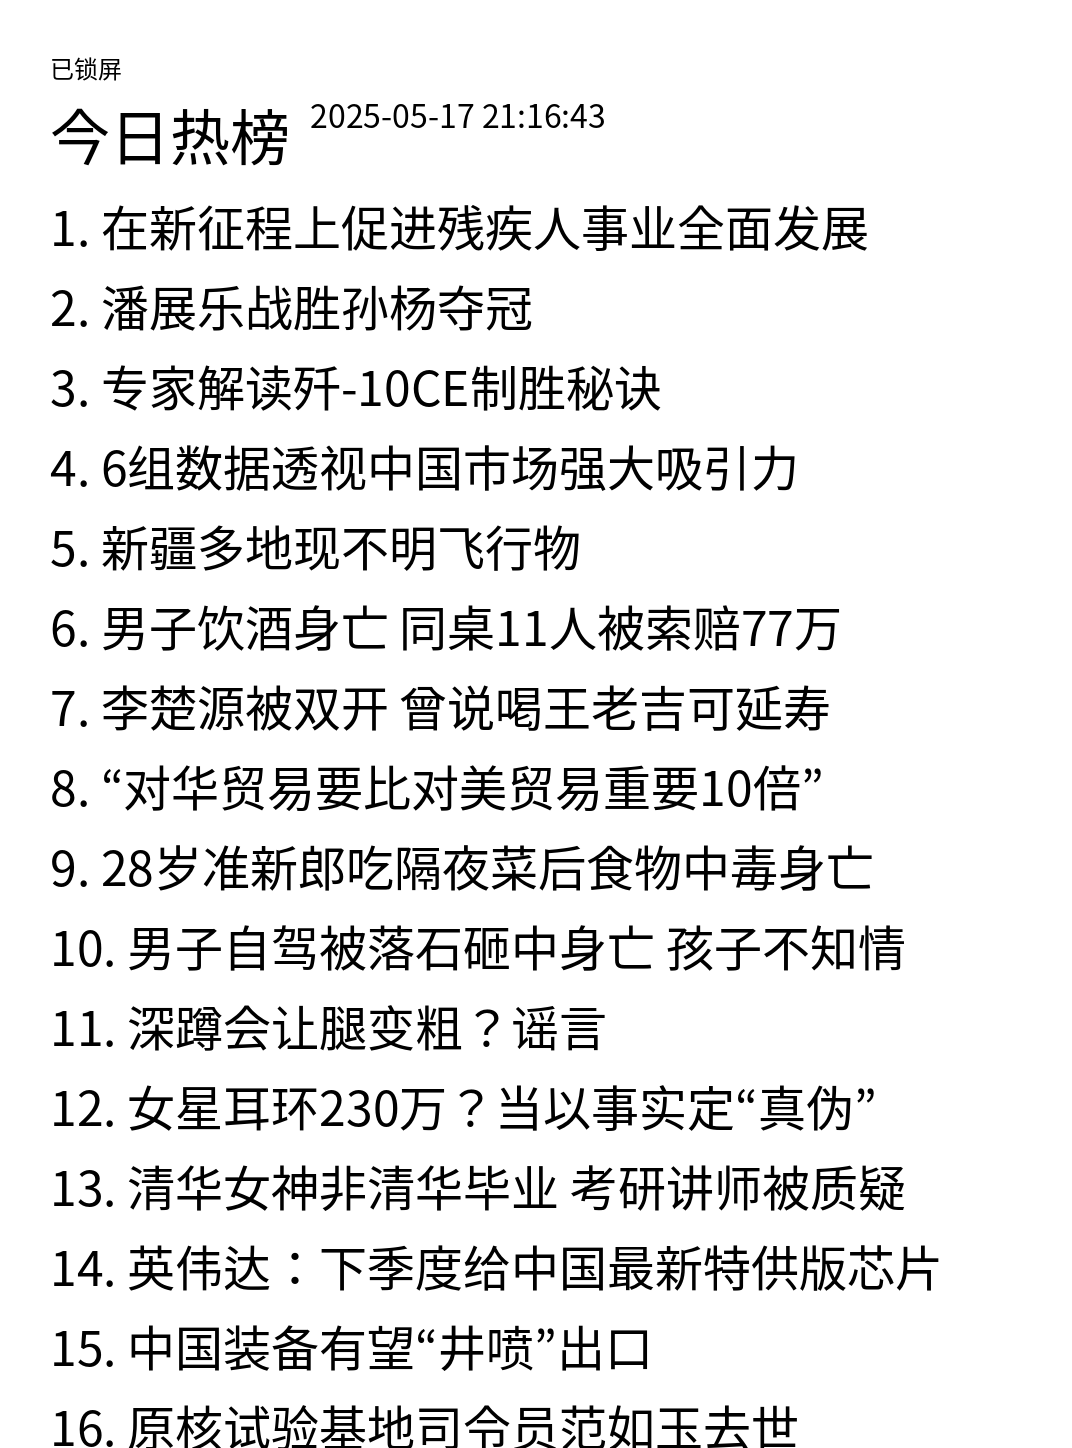 已锁屏
今日热榜 2025-05-17 21:16:43
1. 在新征程上促进残疾人事业全面发展
2. 潘展乐战胜孙杨夺冠
3. 专家解读歼-10CE制胜秘诀
4. 6组数据透视中国市场强大吸引力
5. 新疆多地现不明飞行物
6. 男子饮酒身亡 同桌11人被索赔77万
7. 李楚源被双开 曾说喝王老吉可延寿
8. “对华贸易要比对美贸易重要10倍”
9. 28岁准新郎吃隔夜菜后食物中毒身亡
10. 男子自驾被落石砸中身亡 孩子不知情
11. 深蹲会让腿变粗？谣言
12. 女星耳环230万？当以事实定“真伪”
13. 清华女神非清华毕业 考研讲师被质疑
14. 英伟达：下季度给中国最新特供版芯片
15. 中国装备有望“井喷”出口
16. 原核试验基地司令员范如玉去世